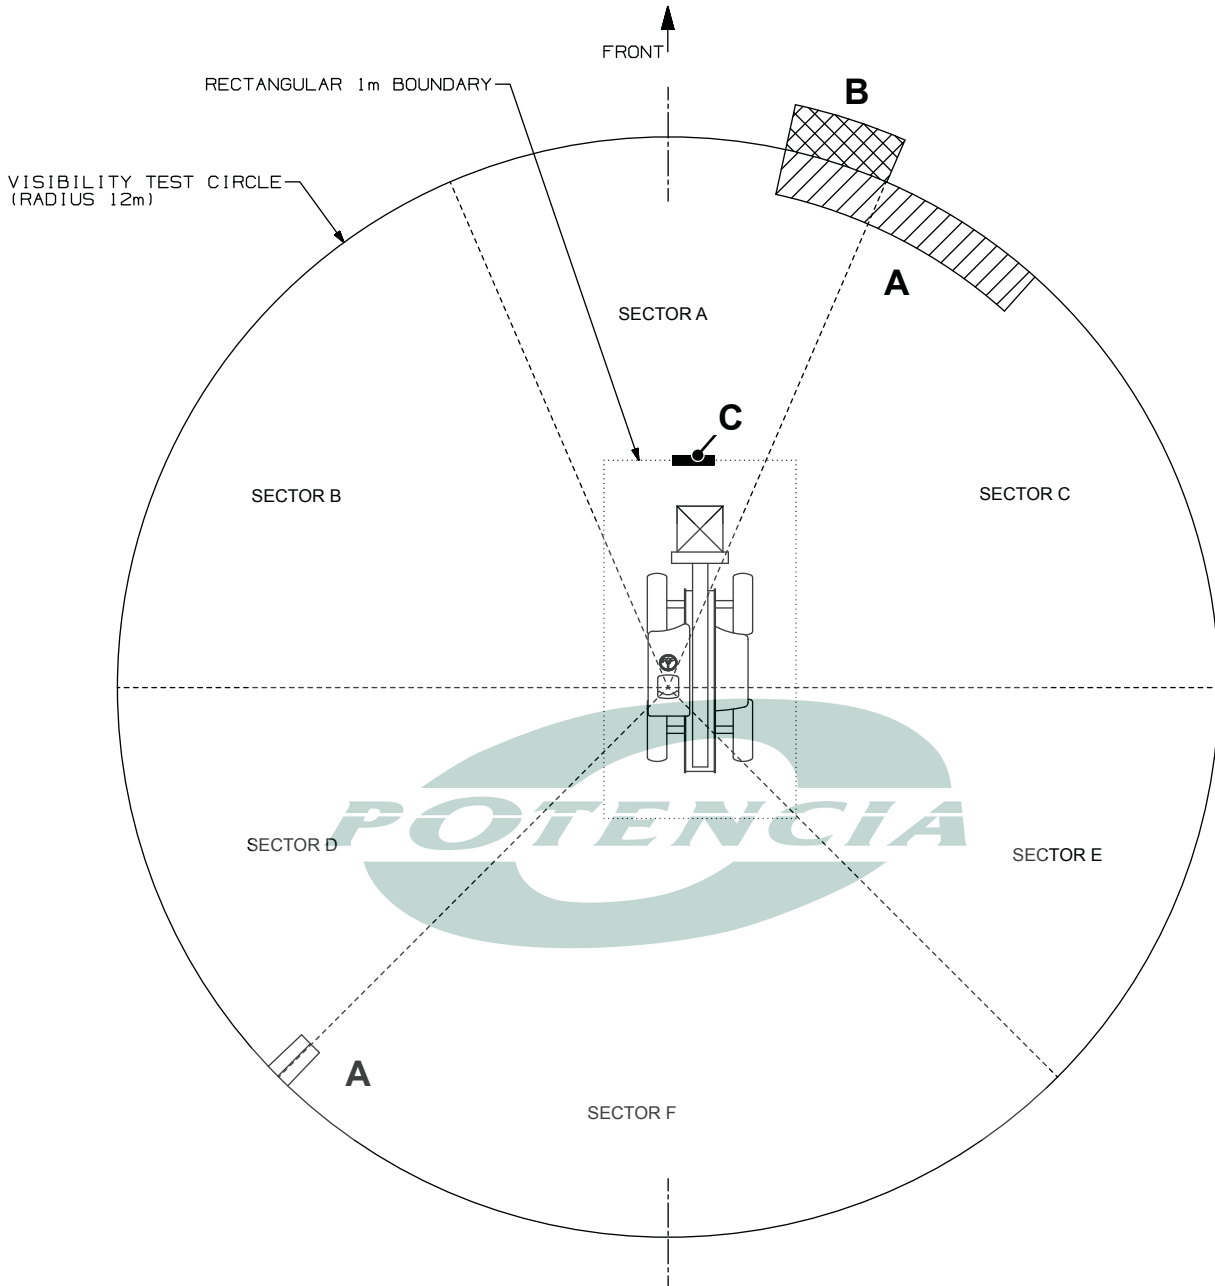 FRONT
RECTANGULAR 1m BOUNDARY
B
VISIBILITY TEST CIRCLE
(RADIUS 12m)
A
SECTOR A
C
SECTOR B
SECTOR C
POTENCIA
SECTOR D
SECTOR E
A
SECTOR F